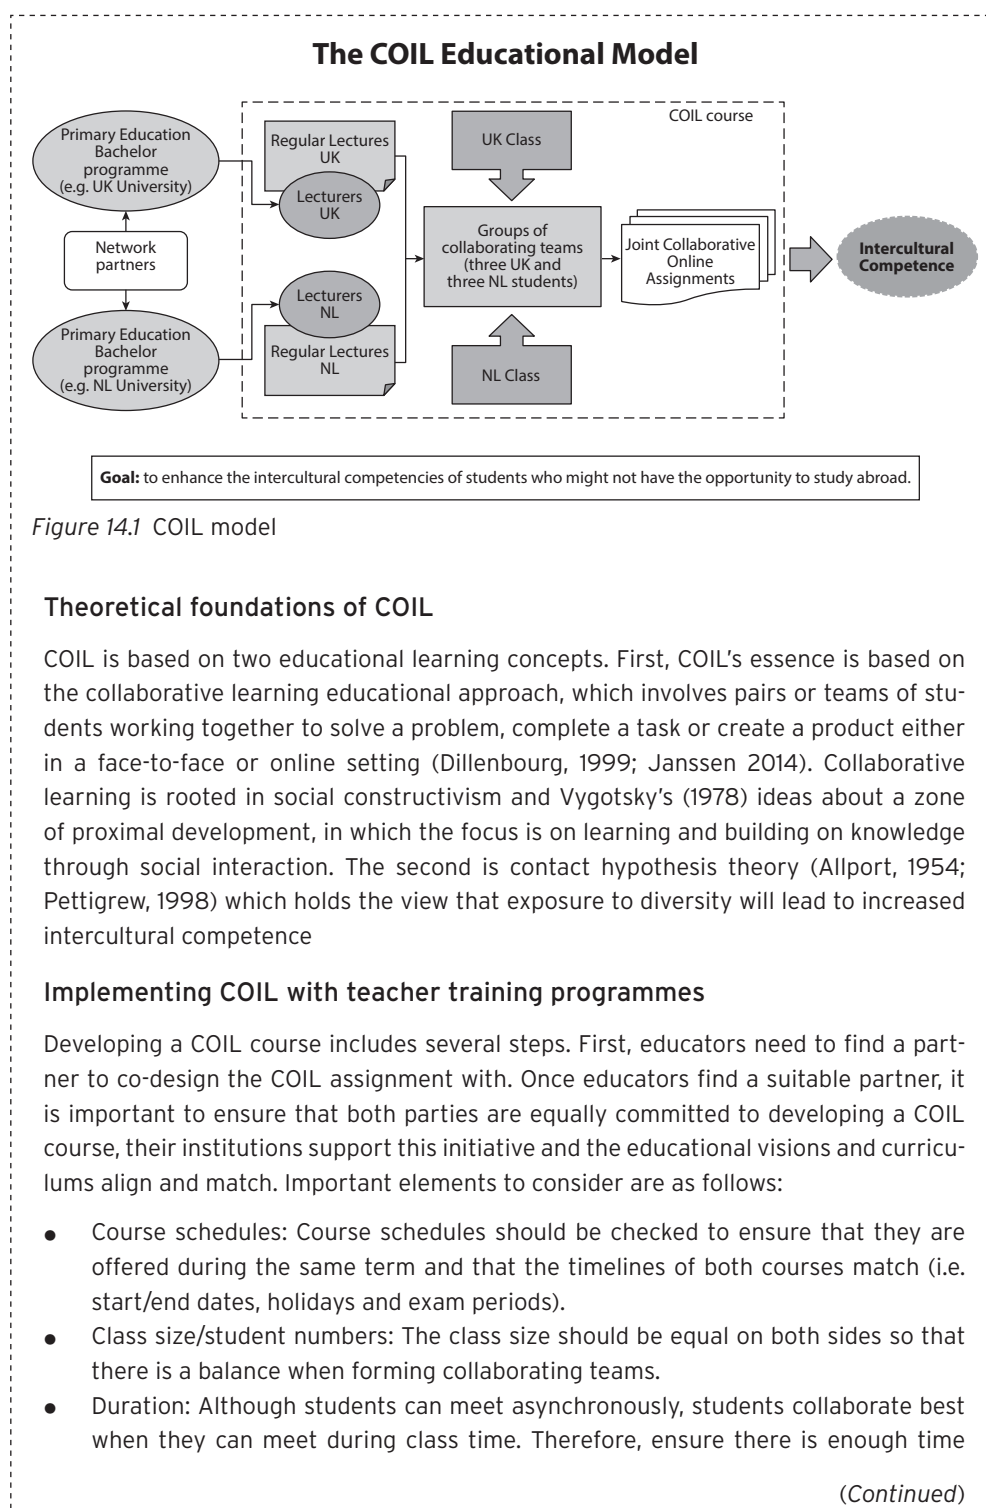 The COIL Educational Model
COIL course
Primary Education
Bachelor
programme
(e.g. UK University)
Network
partners
Primary Education
Bachelor
programme
(e.g. NL University)
Regular Lectures
UK
Lecturers
UK
Lecturers
NL
Regular Lectures
NL
UK Class
Groups of
collaborating teams
(three UK and
three NL students)
NL Class
Joint Collaborative
Online
Assignments
Intercultural
Competence
Goal: to enhance the intercultural competencies of students who might not have the opportunity to study abroad.
Figure 14.1 COIL model
Theoretical foundations of COIL
COIL is based on two educational learning concepts. First, COIL's essence is based on
the collaborative learning educational approach, which involves pairs or teams of stu-
dents working together to solve a problem, complete a task or create a product either
in a face-to-face or online setting (Dillenbourg, 1999; Janssen 2014). Collaborative
learning is rooted in social constructivism and Vygotsky's (1978) ideas about a zone
of proximal development, in which the focus is on learning and building on knowledge
through social interaction. The second is contact hypothesis theory (Allport, 1954;
Pettigrew, 1998) which holds the view that exposure to diversity will lead to increased
intercultural competence
Implementing COIL with teacher training programmes
Developing a COIL course includes several steps. First, educators need to find a part-
ner to co-design the COIL assignment with. Once educators find a suitable partner, it
is important to ensure that both parties are equally committed to developing a COIL
course, their institutions support this initiative and the educational visions and curricu-
lums align and match. Important elements to consider are as follows:
● Course schedules: Course schedules should be checked to ensure that they are
offered during the same term and that the timelines of both courses match (i.e.
start/end dates, holidays and exam periods).
● Class size/student numbers: The class size should be equal on both sides so that
there is a balance when forming collaborating teams.
● Duration: Although students can meet asynchronously, students collaborate best
when they can meet during class time. Therefore, ensure there is enough time
(Continued)